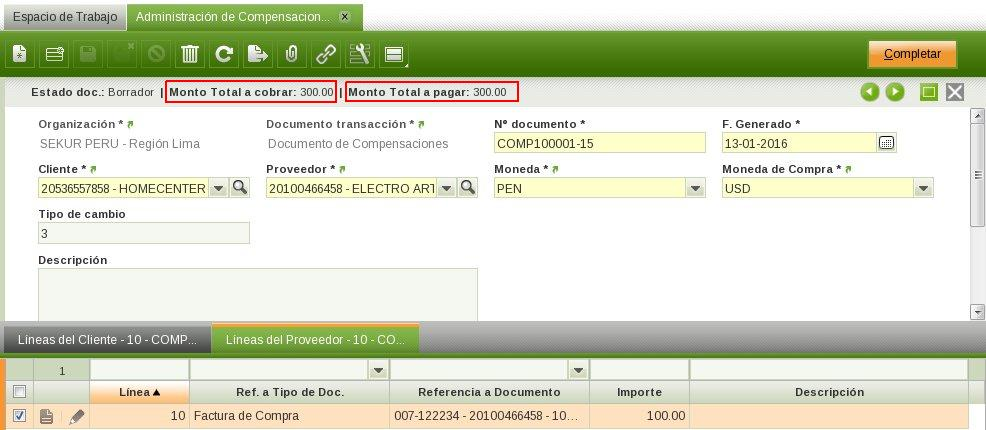 Espacio de Trabajo Administración de Compensacion...
Completar
Estado doc.: Borrador | Monto Total a cobrar: 300.00 | Monto Total a pagar: 300.00
Organización * Documento transacción * Nº documento * F. Generado *
SEKUR PERU - Región Lima Documento de Compensaciones COMP100001-15 13-01-2016
Cliente * Proveedor * Moneda * Moneda de Compra *
20536557858 - HOMECENTER 20100466458 - ELECTRO ART PEN USD
Tipo de cambio
3
Descripción
Líneas del Cliente - 10 - COMP... Líneas del Proveedor - 10 - CO...
1
Línea Ref. a Tipo de Doc. Referencia a Documento Importe Descripción
10 Factura de Compra 007-122234 - 20100466458 - 10... 100.00